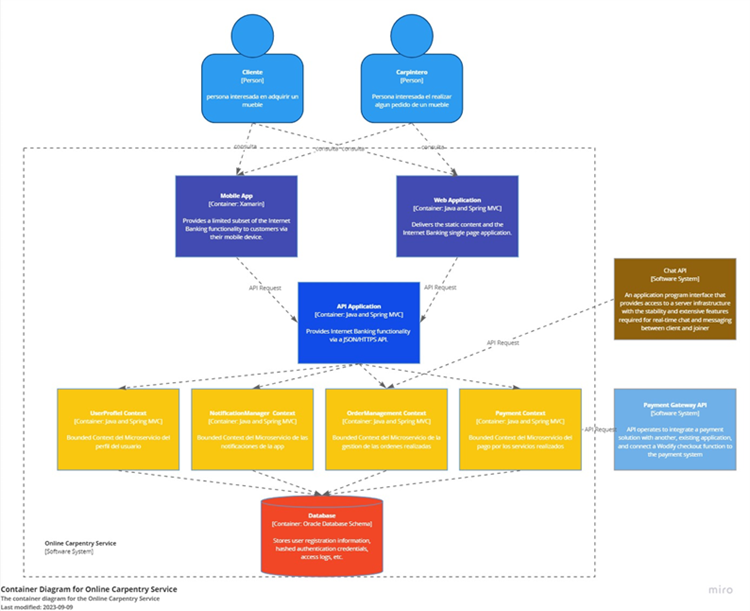 Cliente
[Person]
persona interesada en adquirir un
mueble
Carpintero
[Person]
Persona interesada el realizar
algun pedido de un mueble
consulta
consulta
consulta
consulta
Mobile App
[Container: Xamarin]
Provides a limited subset of the Internet
Banking functionality to customers via
their mobile device.
Web Application
[Container: Java and Spring MVC]
Delivers the static content and the
Internet Banking single page application.
API Request
API Request
API Application
[Container: Java and Spring MVC]
Provides Internet Banking functionality
via a JSON/HTTPS API.
Chat API
[Software System]
An application program interface that
provides access to a server infrastructure
with the stability and extensive features
required for real-time chat and messaging
between client and joiner
API Request
UserProfiel Context
[Container: Java and Spring MVC]
Bounded Context del Microservicio del
perfil del usuario
NotificationManager Context
[Container: Java and Spring MVC]
Bounded Context del Microservicio de las
notificaciones de la app
OrderManagement Context
[Container: Java and Spring MVC]
Bounded Context del Microservicio de la
gestion de las ordenes realizadas
Payment Context
[Container: Java and Spring MVC]
Bounded Context del Microservicio del
pago por los servicios realizados
API Request
Payment Gateway API
[Software System]
API operates to integrate a payment
solution with another, existing application,
and connect a Wodify checkout function to
the payment system
Database
[Container: Oracle Database Schema]
Stores user registration information,
hashed authentication credentials,
access logs, etc.
Online Carpentry Service
[Software System]
Container Diagram for Online Carpentry Service
The container diagram for the Online Carpentry Service
Last modified: 2023-09-09
miro